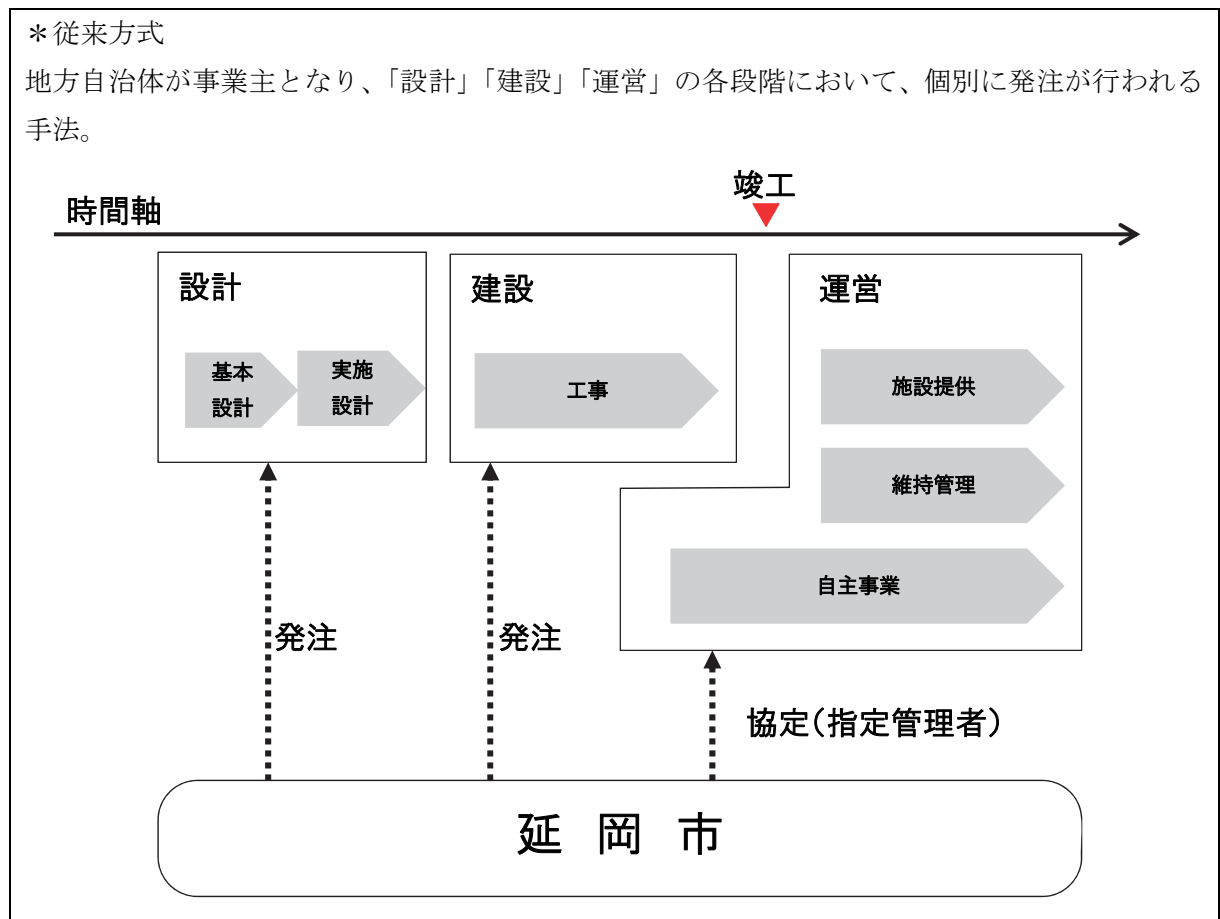 ＊従来方式
地方自治体が事業主となり、「設計」「建設」「運営」の各段階において、個別に発注が行われる
手法。
竣工
時間軸
設計
建設
運営
基本
設計
実施
設計
工事
施設提供
維持管理
自主事業
発注
発注
協定（指定管理者）
延岡市